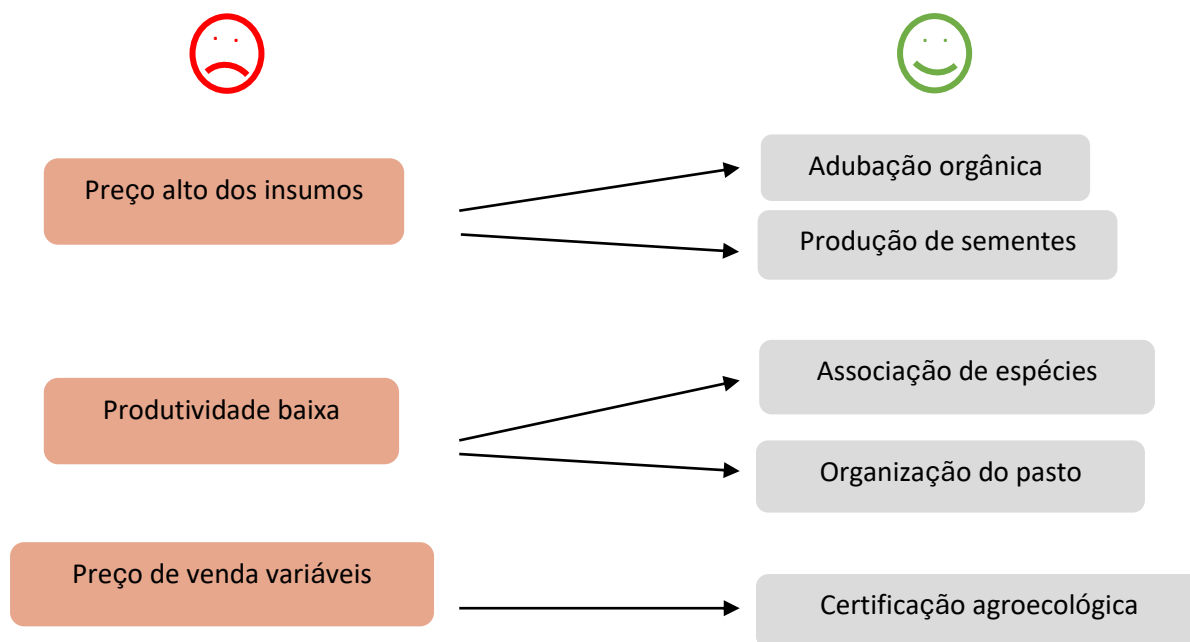 Preço alto dos insumos
Adubação orgânica
Produção de sementes
Produtividade baixa
Associação de espécies
Organização do pasto
Preço de venda variáveis
Certificação agroecológica